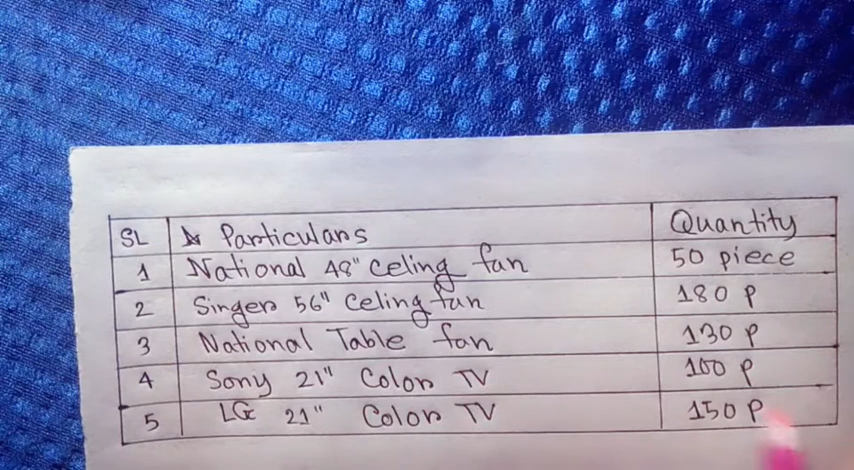 SL Particulars Quantity
1 National 48" Celing fan 50 piece
2 Singer 56" Celing fan 180 P
3 National Table fan 130 P
4 Sony 21" Color TV 100 P
5 LG 21" Color TV 150 P